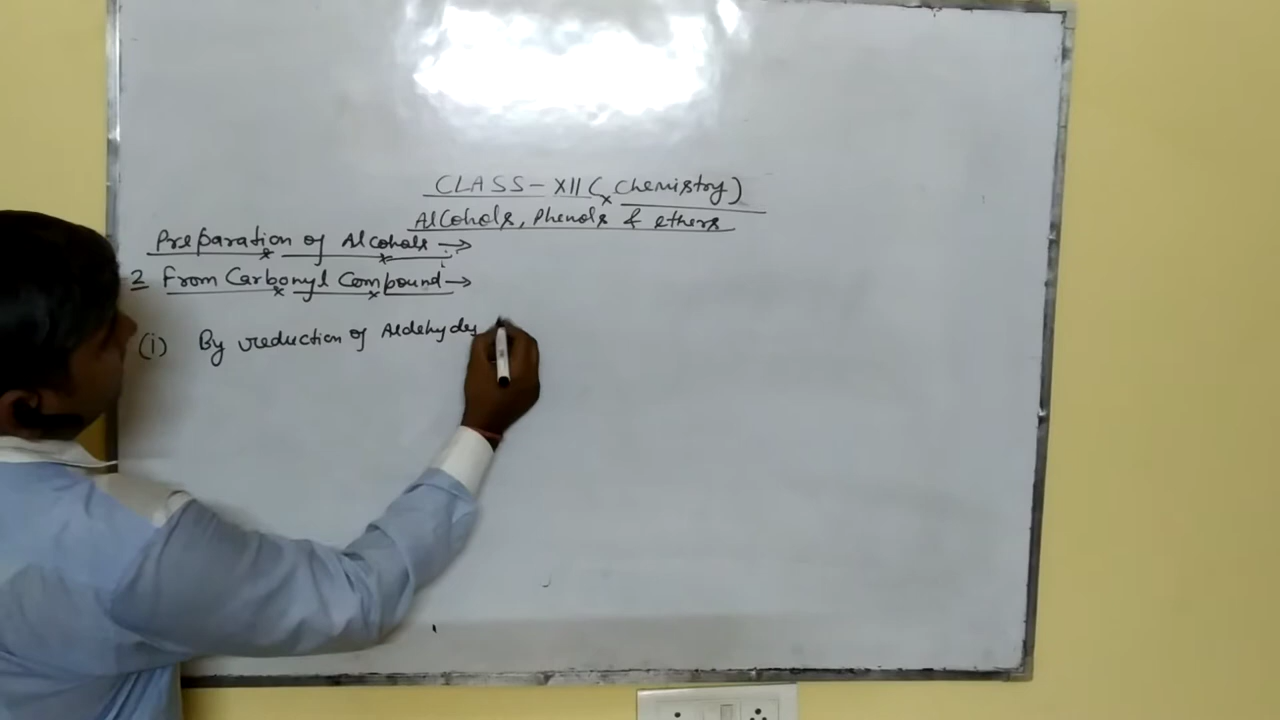 CLASS - XII (Chemistry)
Alcohols, Phenols & ethers
Preparation of Alcohols →
2 From Carbonyl Compound →
(i) By reduction of Aldehydes